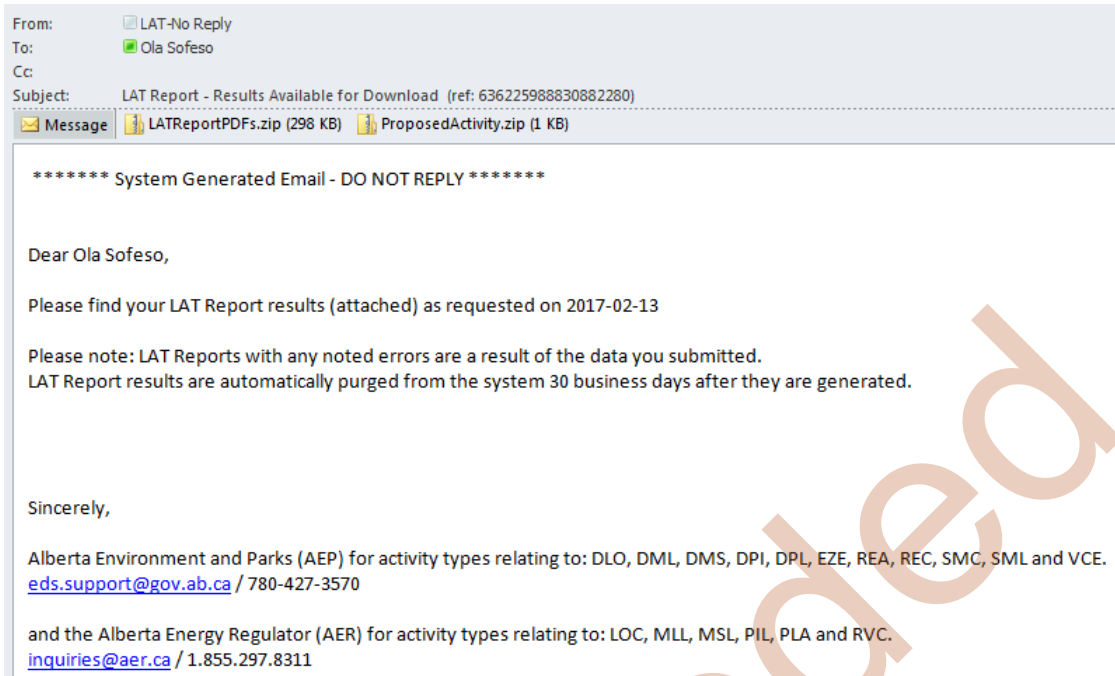 From: LAT-No Reply
To: Ola Sofeso
Cc:
Subject: LAT Report - Results Available for Download (ref: 636225988830882280)
Message LATReportPDFs.zip (298 KB) ProposedActivity.zip (1 KB)
******* System Generated Email - DO NOT REPLY *******
Dear Ola Sofeso,
Please find your LAT Report results (attached) as requested on 2017-02-13
Please note: LAT Reports with any noted errors are a result of the data you submitted.
LAT Report results are automatically purged from the system 30 business days after they are generated.
Sincerely,
Alberta Environment and Parks (AEP) for activity types relating to: DLO, DML, DMS, DPI, DPL, EZE, REA, REC, SMC, SML and VCE.
eds.support@gov.ab.ca / 780-427-3570
and the Alberta Energy Regulator (AER) for activity types relating to: LOC, MLL, MSL, PIL, PLA and RVC.
inquiries@aer.ca / 1.855.297.8311
ded